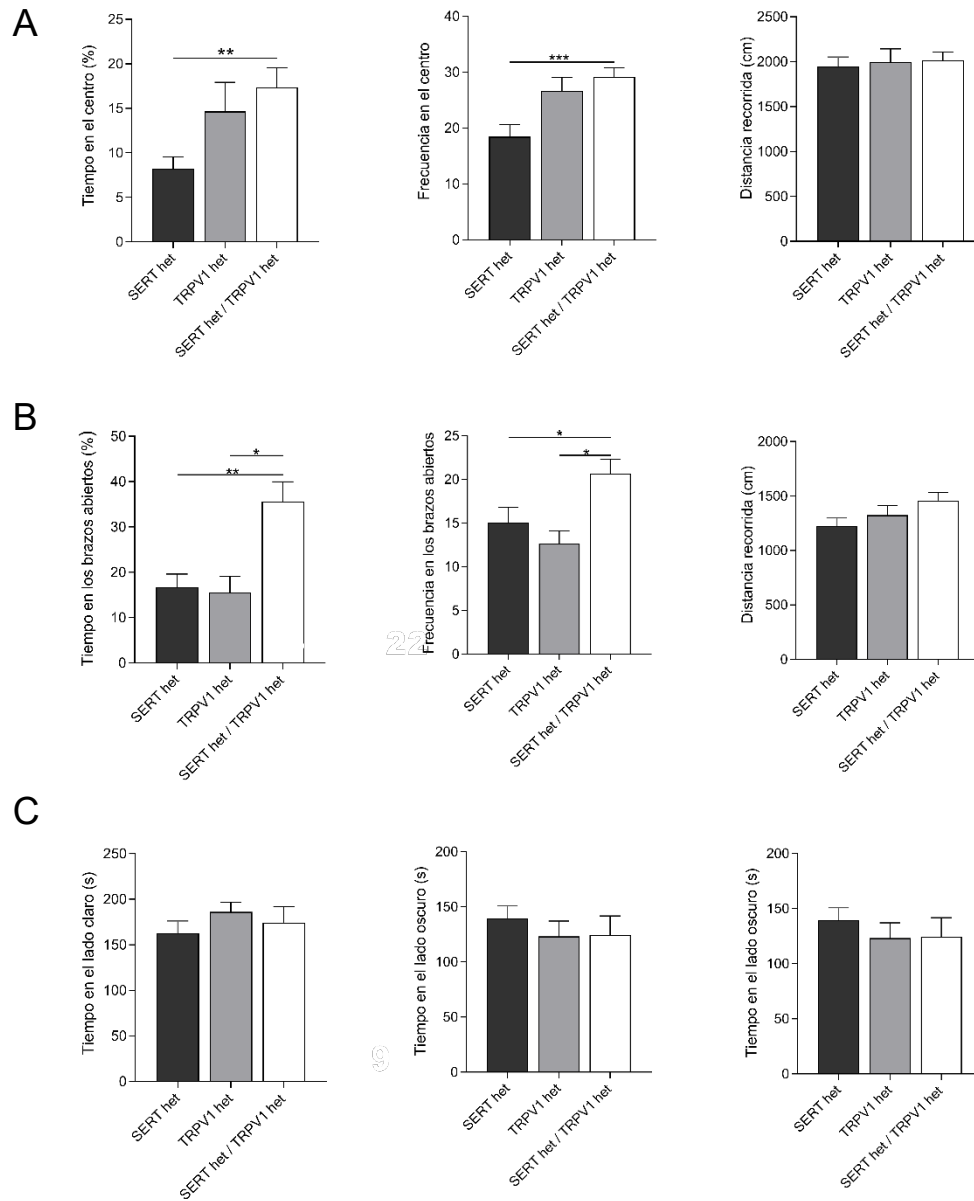 A
Tiempo en el centro (%)
25
20
15
10
5
0
**
SERT het
TRPV1 het
SERT het / TRPV1 het
Frecuencia en el centro
40
30
20
10
0
***
SERT het
TRPV1 het
SERT het / TRPV1 het
Distancia recorrida (cm)
2500
2000
1500
1000
500
0
SERT het
TRPV1 het
SERT het / TRPV1 het
B
Tiempo en los brazos abiertos (%)
50
40
30
20
10
0
*
**
SERT het
TRPV1 het
SERT het / TRPV1 het
22
Frecuencia en los brazos abiertos
25
20
15
10
5
0
*
*
SERT het
TRPV1 het
SERT het / TRPV1 het
Distancia recorrida (cm)
2000
1500
1000
500
0
SERT het
TRPV1 het
SERT het / TRPV1 het
C
Tiempo en el lado claro (s)
250
200
150
100
50
0
SERT het
TRPV1 het
SERT het / TRPV1 het
9
Tiempo en el lado oscuro (s)
200
150
100
50
0
SERT het
TRPV1 het
SERT het / TRPV1 het
Tiempo en el lado oscuro (s)
200
150
100
50
0
SERT het
TRPV1 het
SERT het / TRPV1 het